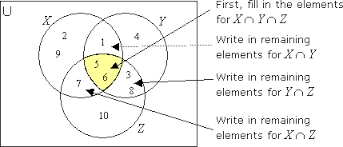 U
First, fill in the elements
for X ∩ Y ∩ Z
X
Y
2
1
4
9
Write in remaining
elements for X ∩ Y
5
6
3
Write in remaining
elements for Y ∩ Z
7
8
10
Z
Write in remaining
elements for X ∩ Z